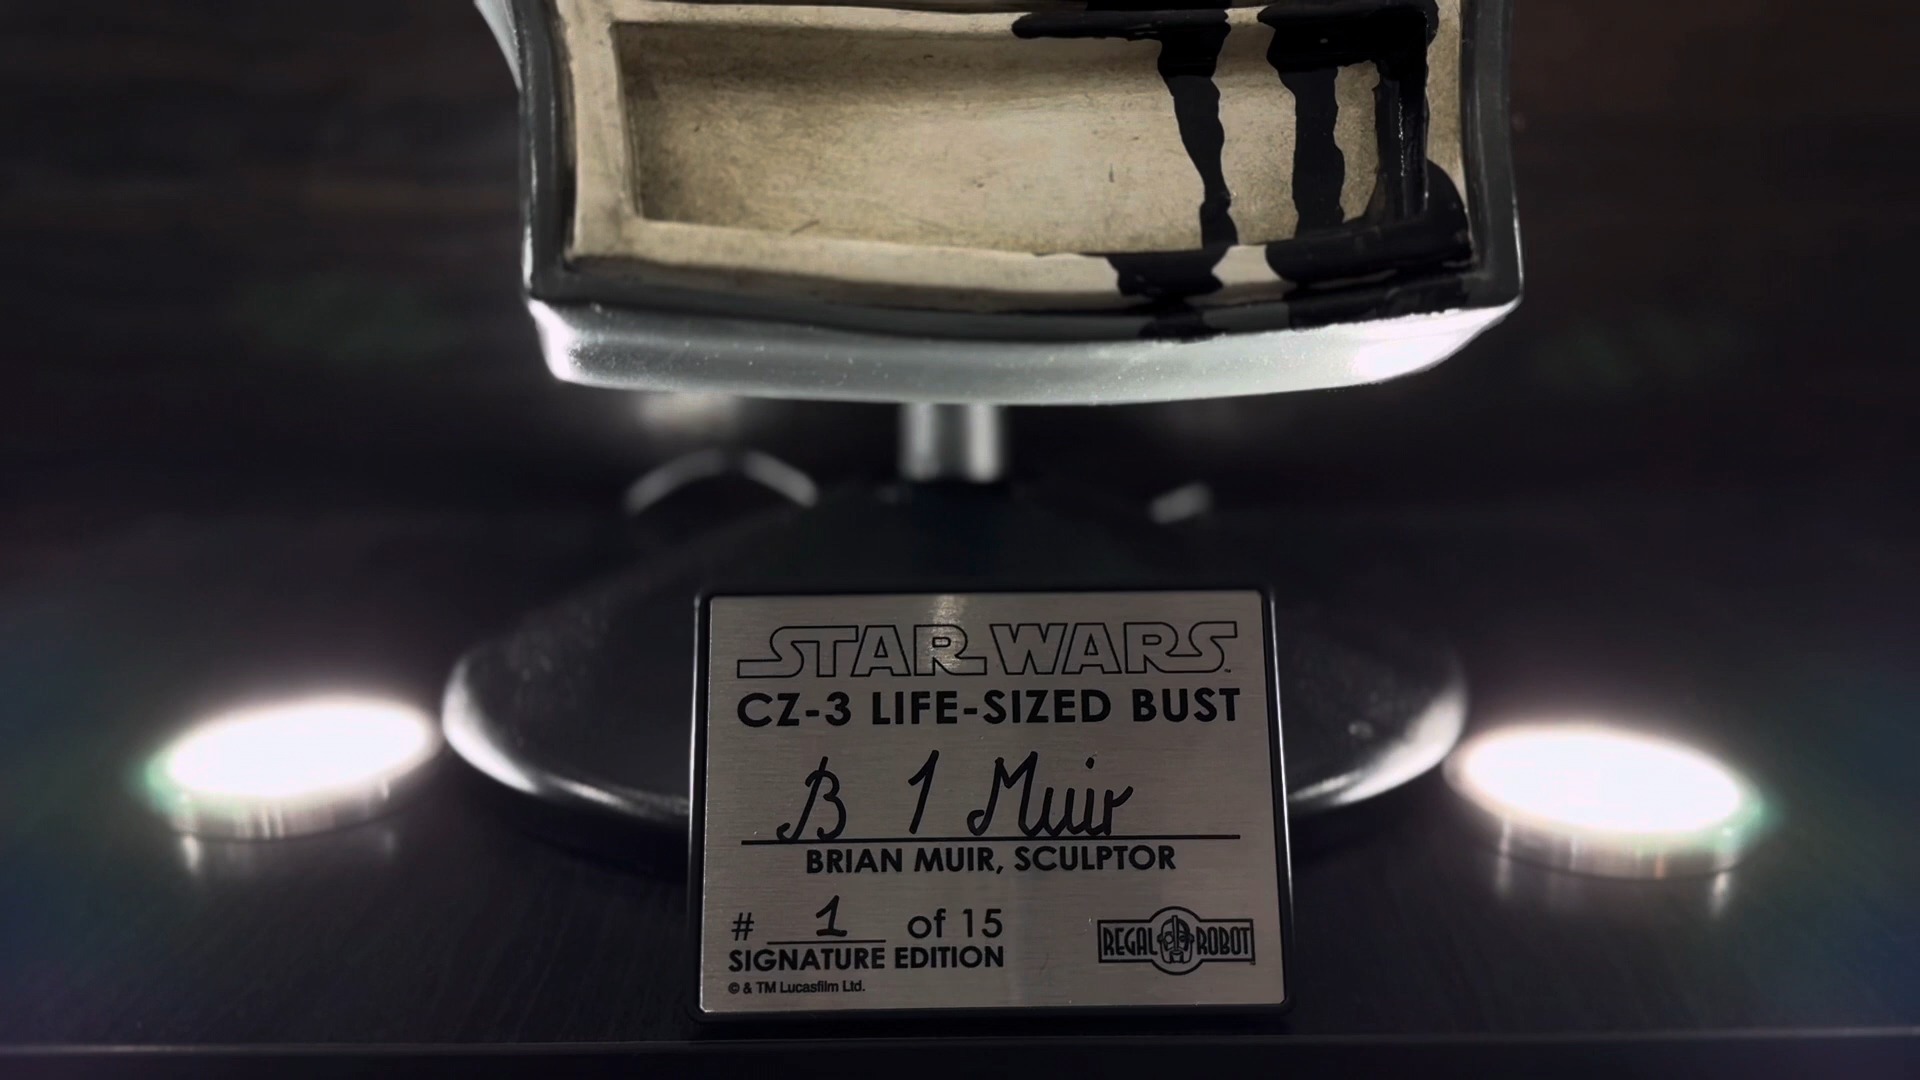 STAR WARS™
CZ-3 LIFE-SIZED BUST
B 1 Muir
BRIAN MUIR, SCULPTOR
# 1 of 15
SIGNATURE EDITION
© & TM Lucasfilm Ltd.
REGAL ROBOT